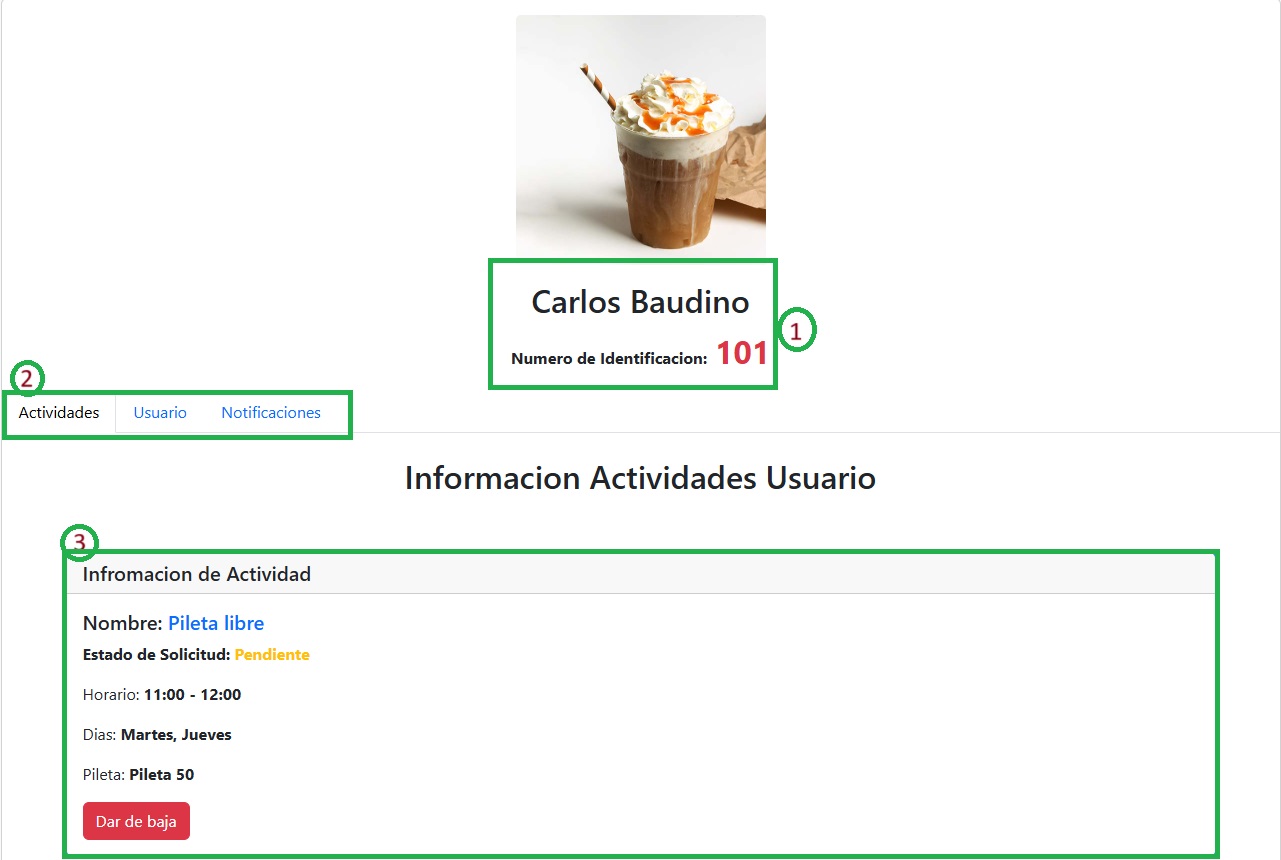 Carlos Baudino
Numero de Identificacion: 101
1
2
Actividades Usuario Notificaciones
Informacion Actividades Usuario
3
Infromacion de Actividad
Nombre: Pileta libre
Estado de Solicitud: Pendiente
Horario: 11:00 - 12:00
Dias: Martes, Jueves
Pileta: Pileta 50
Dar de baja